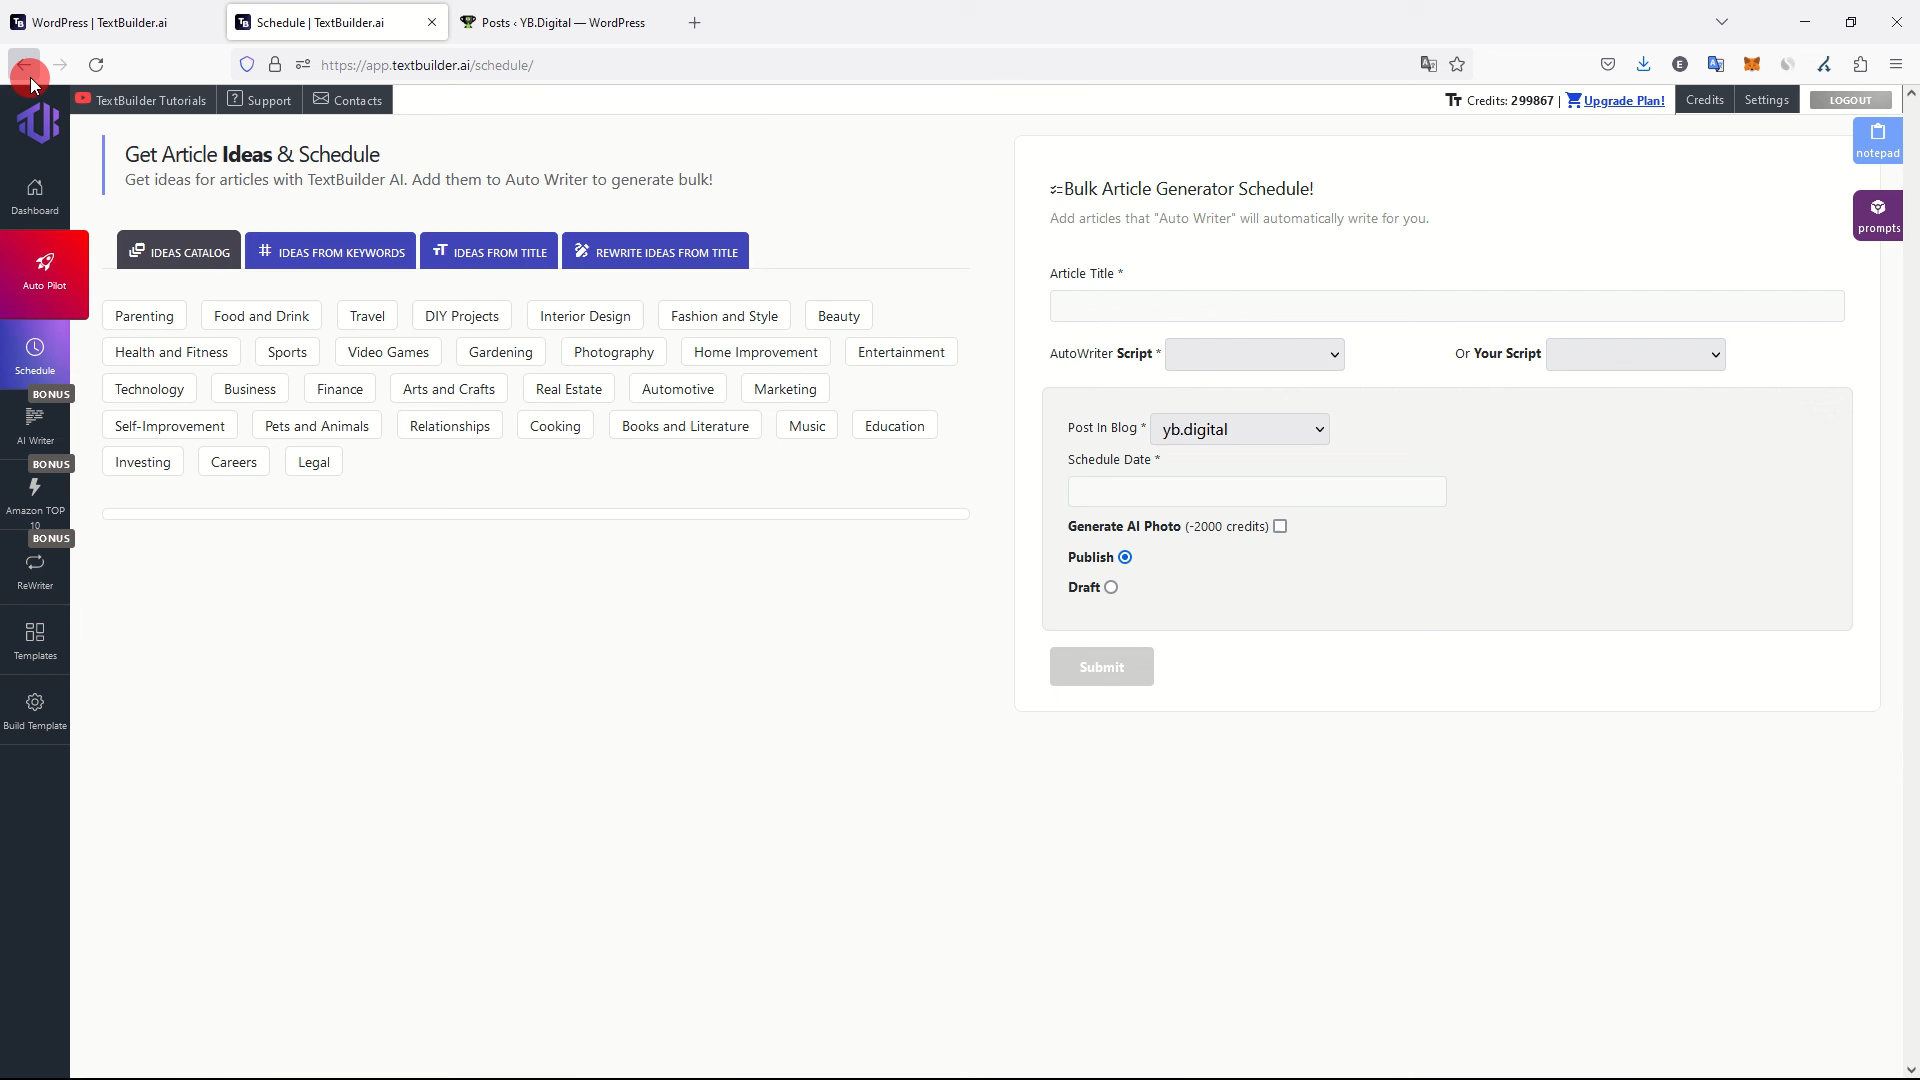 WordPress | TextBuilder.ai
Schedule | TextBuilder.ai
Posts ‹ YB.Digital — WordPress
https://app.textbuilder.ai/schedule/
TextBuilder Tutorials
Support
Contacts
Credits: 299867 | Upgrade Plan!
Credits
Settings
LOGOUT
notepad
prompts
Dashboard
Auto Pilot
Schedule
BONUS
AI Writer
BONUS
Amazon TOP
10
BONUS
ReWriter
Templates
Build Template
Get Article Ideas & Schedule
Get ideas for articles with TextBuilder AI. Add them to Auto Writer to generate bulk!
IDEAS CATALOG
IDEAS FROM KEYWORDS
IDEAS FROM TITLE
REWRITE IDEAS FROM TITLE
Parenting
Food and Drink
Travel
DIY Projects
Interior Design
Fashion and Style
Beauty
Health and Fitness
Sports
Video Games
Gardening
Photography
Home Improvement
Entertainment
Technology
Business
Finance
Arts and Crafts
Real Estate
Automotive
Marketing
Self-Improvement
Pets and Animals
Relationships
Cooking
Books and Literature
Music
Education
Investing
Careers
Legal
Bulk Article Generator Schedule!
Add articles that "Auto Writer" will automatically write for you.
Article Title *
AutoWriter Script *
Or Your Script
Post In Blog * yb.digital
Schedule Date *
Generate AI Photo (-2000 credits)
Publish
Draft
Submit